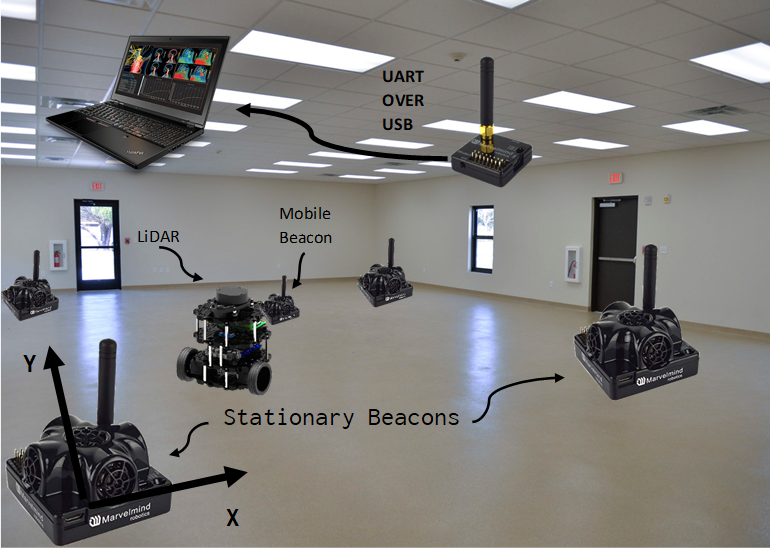 UART
OVER
USB
Mobile
Beacon
LiDAR
Y
Marvelmind
robotics
Stationary Beacons
X
Marvelmind
robotics